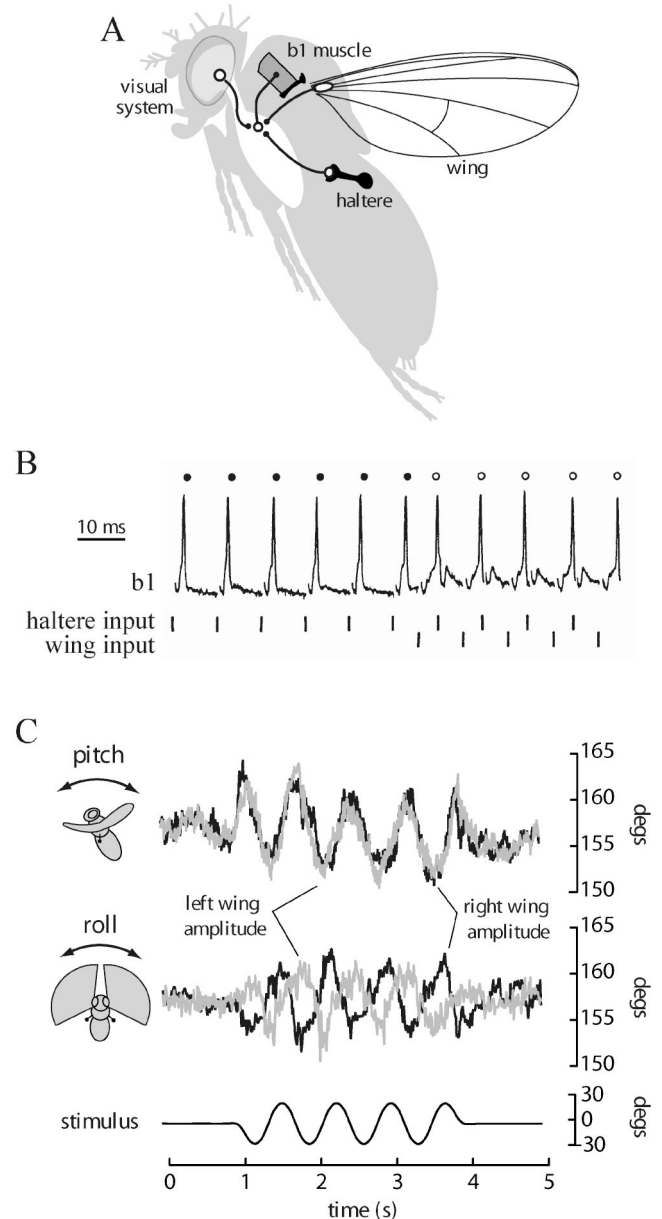 A
b1 muscle
visual
system
wing
haltere
B
10 ms
b1
haltere input
wing input
C
pitch
165
160
155
150
degs
left wing
amplitude
right wing
amplitude
roll
165
160
155
150
degs
stimulus
30
0
30
degs
0 1 2 3 4 5
time (s)